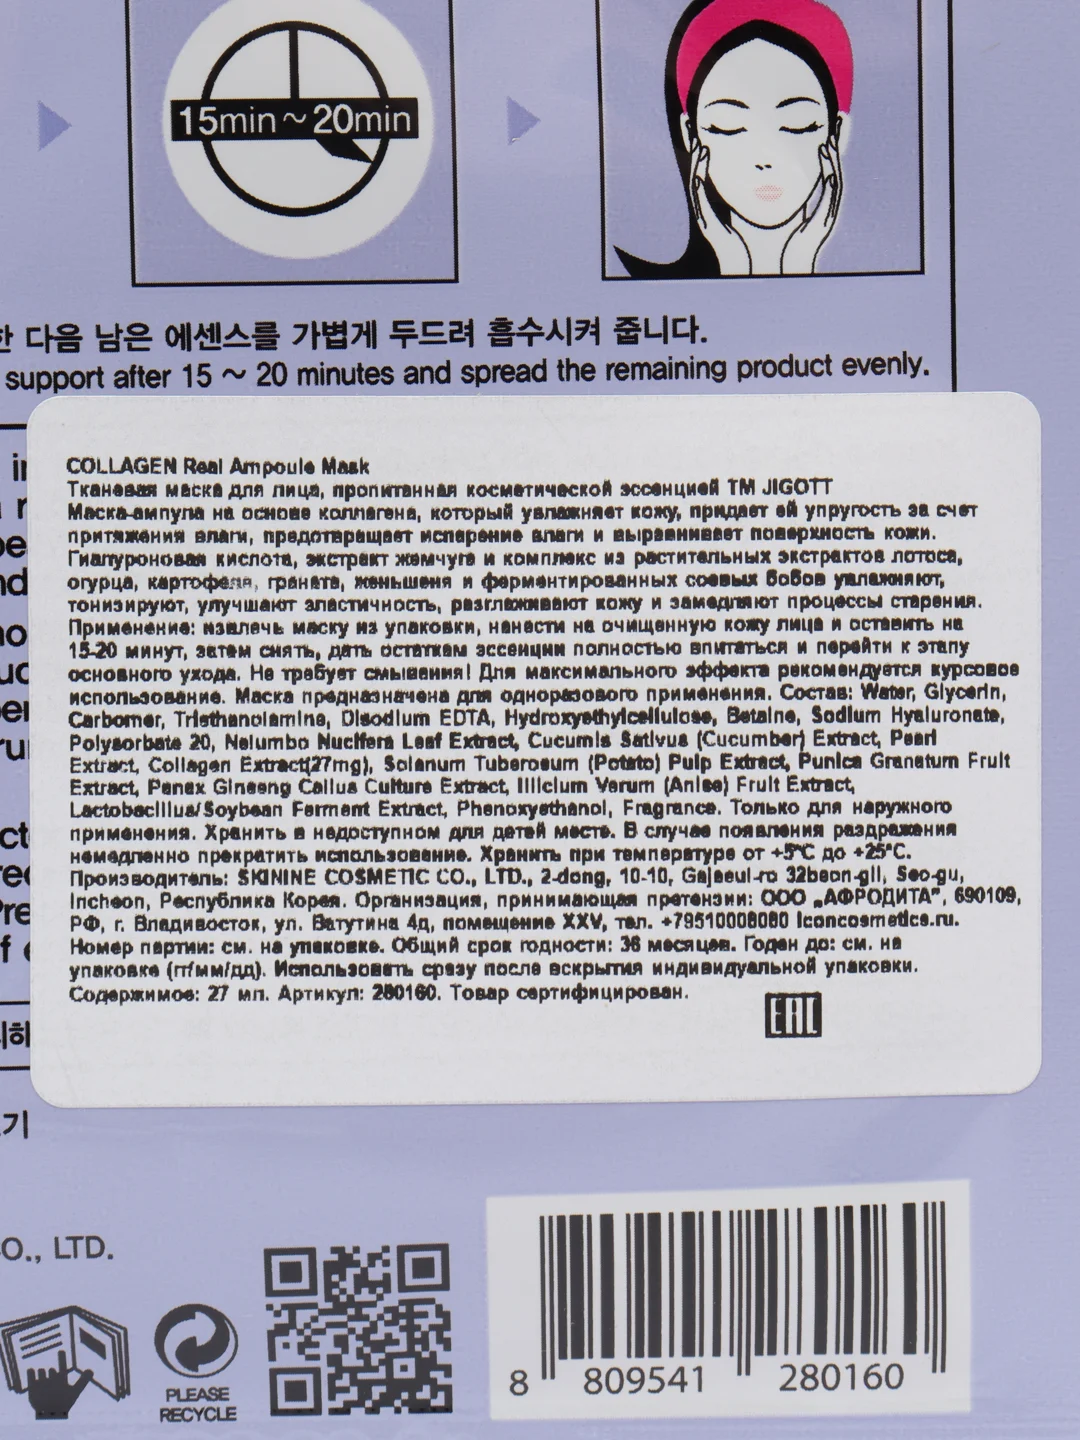 15min~20min
한 다음 남은 에센스를 가볍게 두드려 흡수시켜 줍니다.
support after 15 ~ 20 minutes and spread the remaining product evenly.
COLLAGEN Real Ampoule Mask
Тканевая маска для лица, пропитанная косметической эссенцией ТМ JIGOTT
Маска-ампула на основе коллагена, который увлажняет кожу, придает ей упругость за счет
притяжения влаги, предотвращает испарение влаги и выравнивает поверхность кожи.
Гиалуроновая кислота, экстракт жемчуга и комплекс из растительных экстрактов лотоса,
огурца, картофеля, граната, женьшеня и ферментированных соевых бобов увлажняют,
тонизируют, улучшают эластичность, разглаживают кожу и замедляют процессы старения.
Применение: извлечь маску из упаковки, нанести на очищенную кожу лица и оставить на
15-20 минут, затем снять, дать остаткам эссенции полностью впитаться и перейти к этапу
основного ухода. Не требует смывания! Для максимального эффекта рекомендуется курсовое
использование. Маска предназначена для одноразового применения. Состав: Water, Glycerin,
Carbomer, Triethanolamine, Disodium EDTA, Hydroxyethylcellulose, Betaine, Sodium Hyaluronate,
Polysorbate 20, Nelumbo Nucifera Leaf Extract, Cucumis Sativus (Cucumber) Extract, Pearl
Extract, Collagen Extract(27mg), Solanum Tuberosum (Potato) Pulp Extract, Punica Granatum Fruit
Extract, Panax Ginseng Callus Culture Extract, Illicium Verum (Anise) Fruit Extract,
Lactobacillus/Soybean Ferment Extract, Phenoxyethanol, Fragrance. Только для наружного
применения. Хранить в недоступном для детей месте. В случае появления раздражения
немедленно прекратить использование. Хранить при температуре от +5°C до +25°C.
Производитель: SKININE COSMETIC CO., LTD., 2-dong, 10-10, Gajaeul-ro 32beon-gil, Seo-gu,
Incheon, Республика Корея. Организация, принимающая претензии: ООО „АФРОДИТА", 690109,
РФ, г. Владивосток, ул. Ватутина 4д, помещение XXV, тел. +79510008080 Iconcosmetics.ru.
Номер партии: см. на упаковке. Общий срок годности: 36 месяцев. Годен до: см. на
упаковке (гг/мм/дд). Использовать сразу после вскрытия индивидуальной упаковки.
Содержимое: 27 мл. Артикул: 280160. Товар сертифицирован.
EAC
O., LTD.
PLEASE
RECYCLE
8 809541 280160